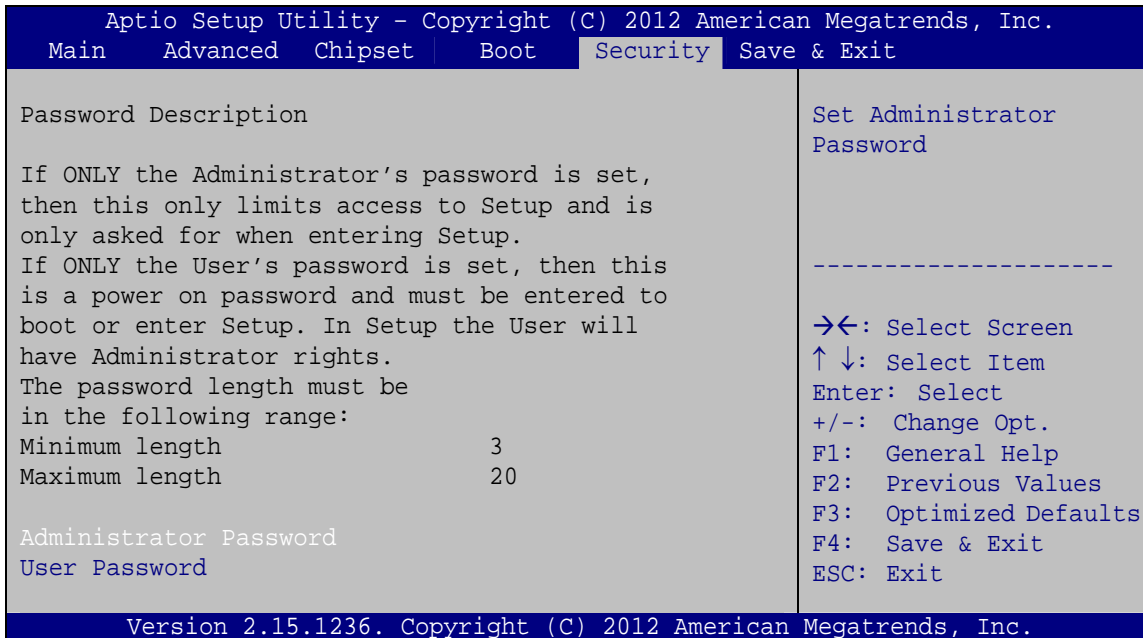 Aptio Setup Utility – Copyright (C) 2012 American Megatrends, Inc.
Main Advanced Chipset Boot Security Save & Exit
Password Description
If ONLY the Administrator's password is set,
then this only limits access to Setup and is
only asked for when entering Setup.
If ONLY the User's password is set, then this
is a power on password and must be entered to
boot or enter Setup. In Setup the User will
have Administrator rights.
The password length must be
in the following range:
Minimum length 3
Maximum length 20
Administrator Password
User Password
Set Administrator
Password
---------------------
→←: Select Screen
↑ ↓: Select Item
Enter: Select
+/-: Change Opt.
F1: General Help
F2: Previous Values
F3: Optimized Defaults
F4: Save & Exit
ESC: Exit
Version 2.15.1236. Copyright (C) 2012 American Megatrends, Inc.